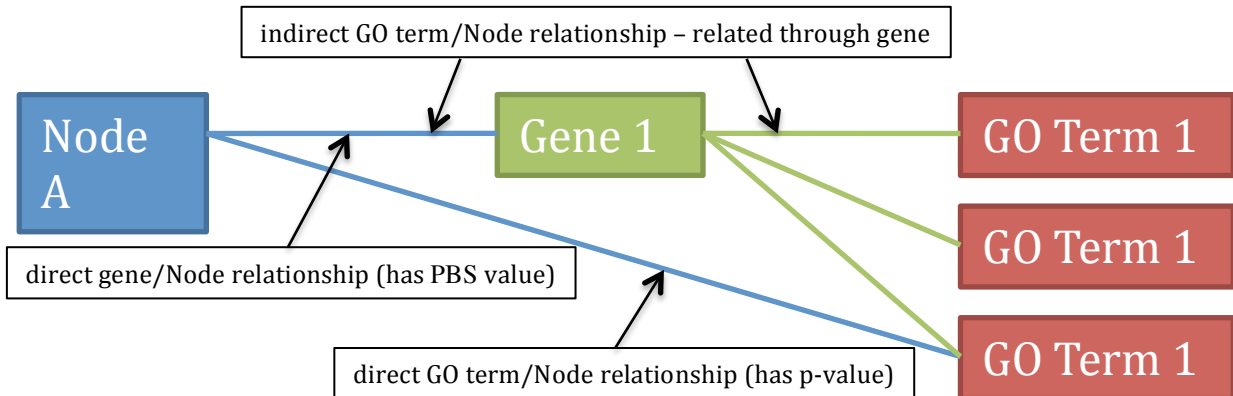 indirect GO term/Node relationship – related through gene
Node
A
Gene 1
GO Term 1
GO Term 1
direct gene/Node relationship (has PBS value)
GO Term 1
direct GO term/Node relationship (has p-value)